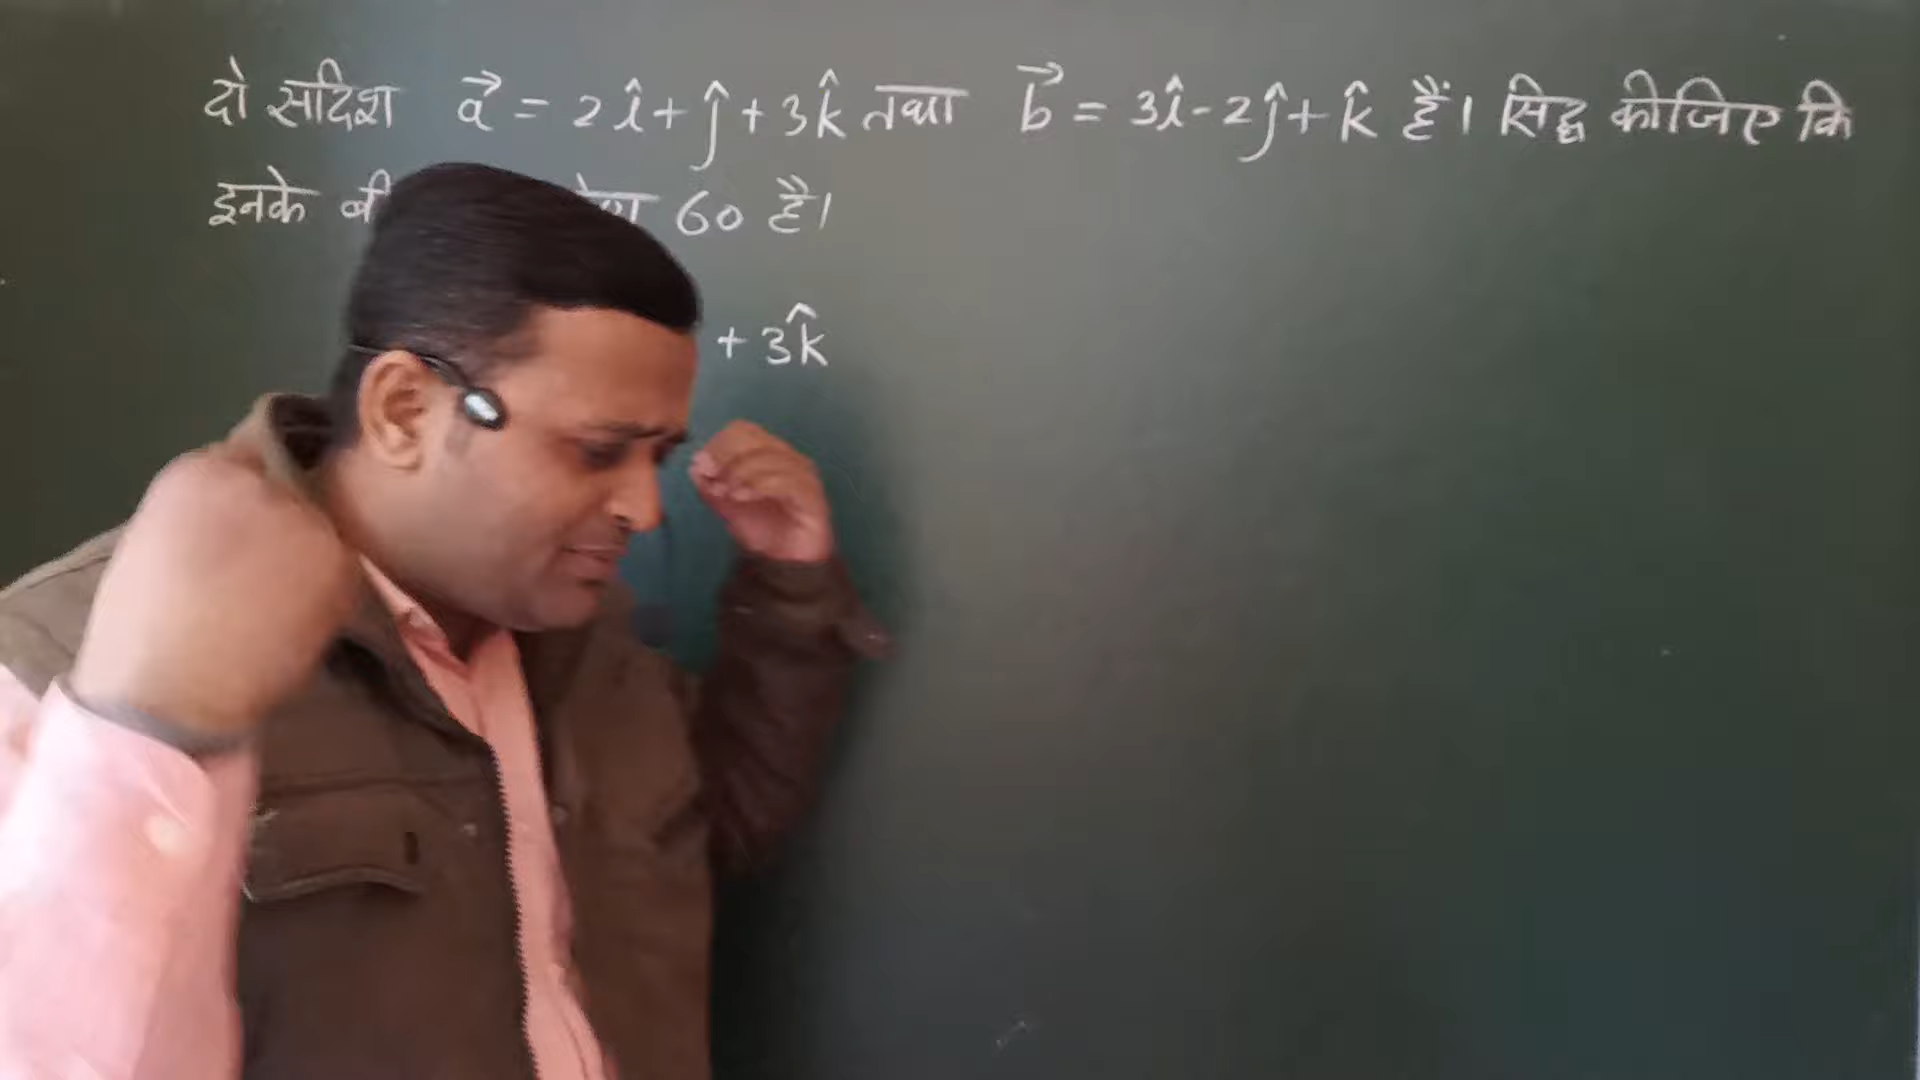 दो सदिश a⃗ = 2î + ĵ + 3k̂ तथा b⃗ = 3î - 2ĵ + k̂ हैं। सिद्ध कीजिए कि
इनके 60 है।
+ 3k̂